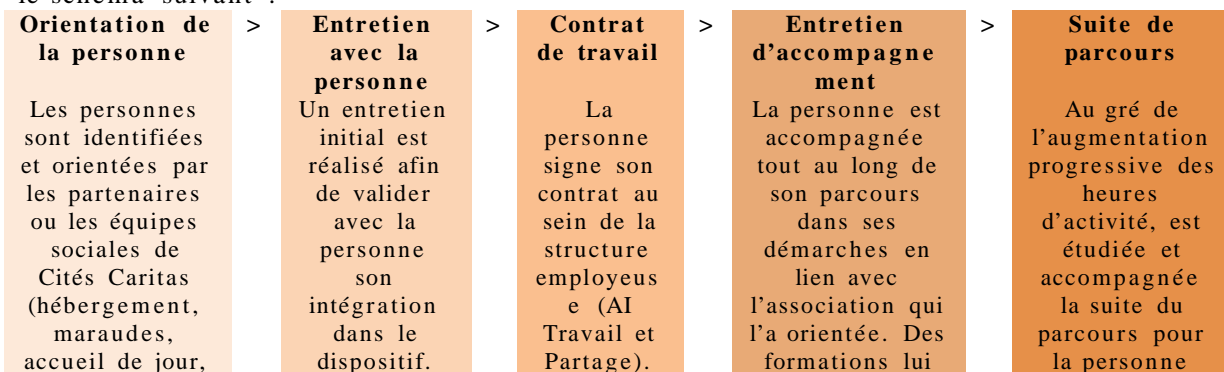 le schéma suivant :
Orientation de
la personne
Les personnes
sont identifiées
et orientées par
les partenaires
ou les équipes
sociales de
Cités Caritas
(hébergement,
maraudes,
accueil de jour,
>
Entretien
avec la
personne
Un entretien
initial est
réalisé afin
de valider
avec la
personne
son
intégration
dans le
dispositif.
>
Contrat
de travail
La
personne
signe son
contrat au
sein de la
structure
employeus
e (AI
Travail et
Partage).
>
Entretien
d’accompagne
ment
La personne est
accompagnée
tout au long de
son parcours
dans ses
démarches en
lien avec
l’association qui
l’a orientée. Des
formations lui
>
Suite de
parcours
Au gré de
l’augmentation
progressive des
heures
d’activité, est
étudiée et
accompagnée
la suite du
parcours pour
la personne